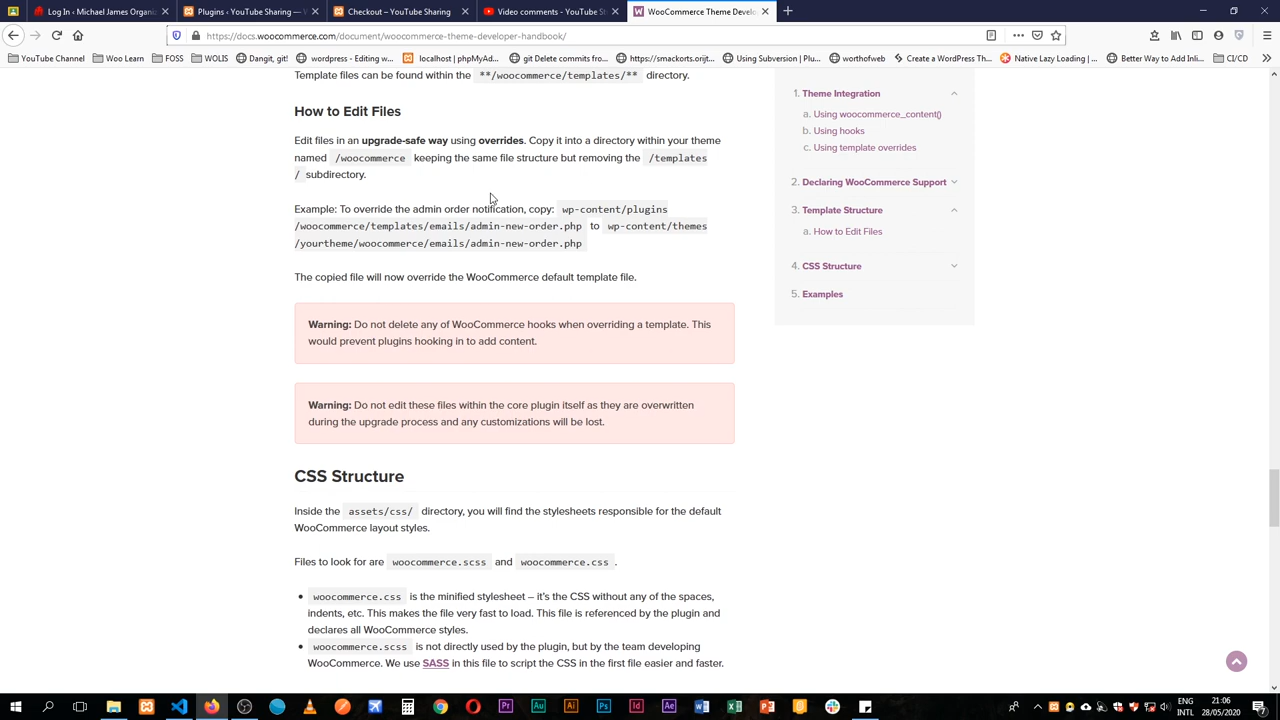 Log In ‹ Michael James Organic
Plugins ‹ YouTube Sharing —
Checkout – YouTube Sharing
Video comments - YouTube St
WooCommerce Theme Devel
https://docs.woocommerce.com/document/woocommerce-theme-developer-handbook/
YouTube Channel
Woo Learn
FOSS
WOLIS
Dangit, git!
wordpress - Editing w...
localhost | phpMyAd...
git Delete commits fro...
https://smackorts.orijt...
Using Subversion | Plu...
worthofweb
Create a WordPress Th...
Native Lazy Loading | ...
Better Way to Add Inli...
CI/CD
Template files can be found within the **/woocommerce/templates/** directory.
How to Edit Files
Edit files in an upgrade-safe way using overrides. Copy it into a directory within your theme
named /woocommerce keeping the same file structure but removing the /templates
/ subdirectory.
Example: To override the admin order notification, copy: wp-content/plugins
/woocommerce/templates/emails/admin-new-order.php to wp-content/themes
/yourtheme/woocommerce/emails/admin-new-order.php
The copied file will now override the WooCommerce default template file.
Warning: Do not delete any of WooCommerce hooks when overriding a template. This
would prevent plugins hooking in to add content.
Warning: Do not edit these files within the core plugin itself as they are overwritten
during the upgrade process and any customizations will be lost.
CSS Structure
Inside the assets/css/ directory, you will find the stylesheets responsible for the default
WooCommerce layout styles.
Files to look for are woocommerce.scss and woocommerce.css .
• woocommerce.css is the minified stylesheet – it's the CSS without any of the spaces,
indents, etc. This makes the file very fast to load. This file is referenced by the plugin and
declares all WooCommerce styles.
• woocommerce.scss is not directly used by the plugin, but by the team developing
WooCommerce. We use SASS in this file to script the CSS in the first file easier and faster.
1. Theme Integration
a. Using woocommerce_content()
b. Using hooks
c. Using template overrides
2. Declaring WooCommerce Support
3. Template Structure
a. How to Edit Files
4. CSS Structure
5. Examples
Pr
Au
Ai
Ps
Id
Ae
ENG
INTL
21:06
28/05/2020